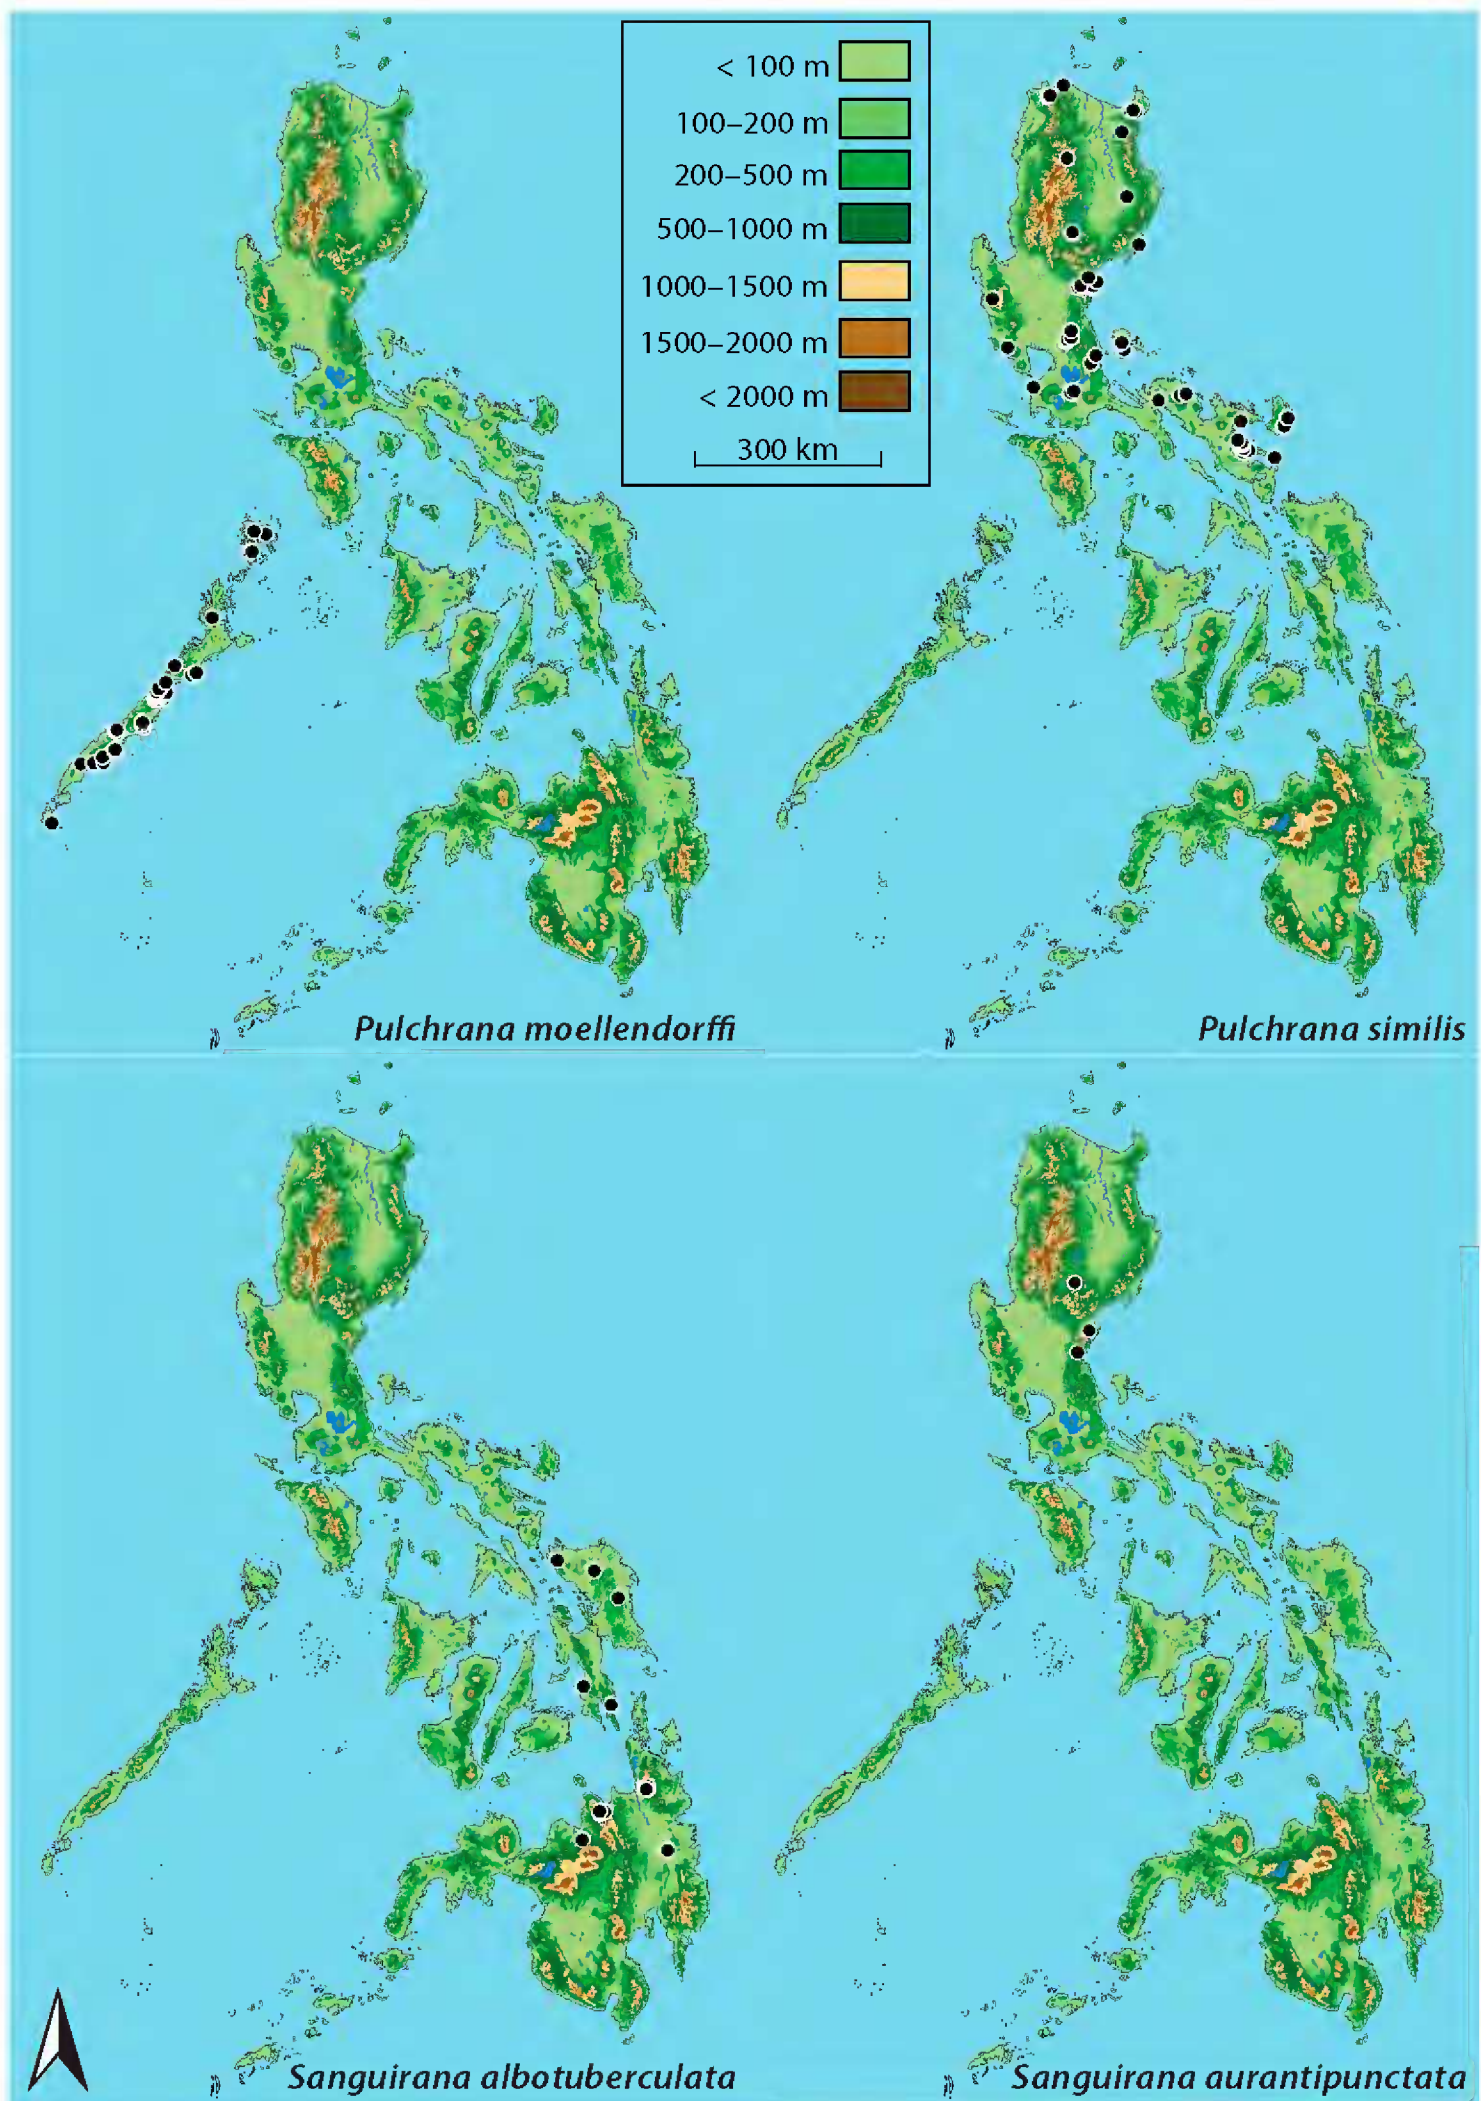 < 100 m
100–200 m
200–500 m
500–1000 m
1000–1500 m
1500–2000 m
< 2000 m
300 km
Pulchrana moellendorffi
Pulchrana similis
Sanguirana albotuberculata
Sanguirana aurantipunctata